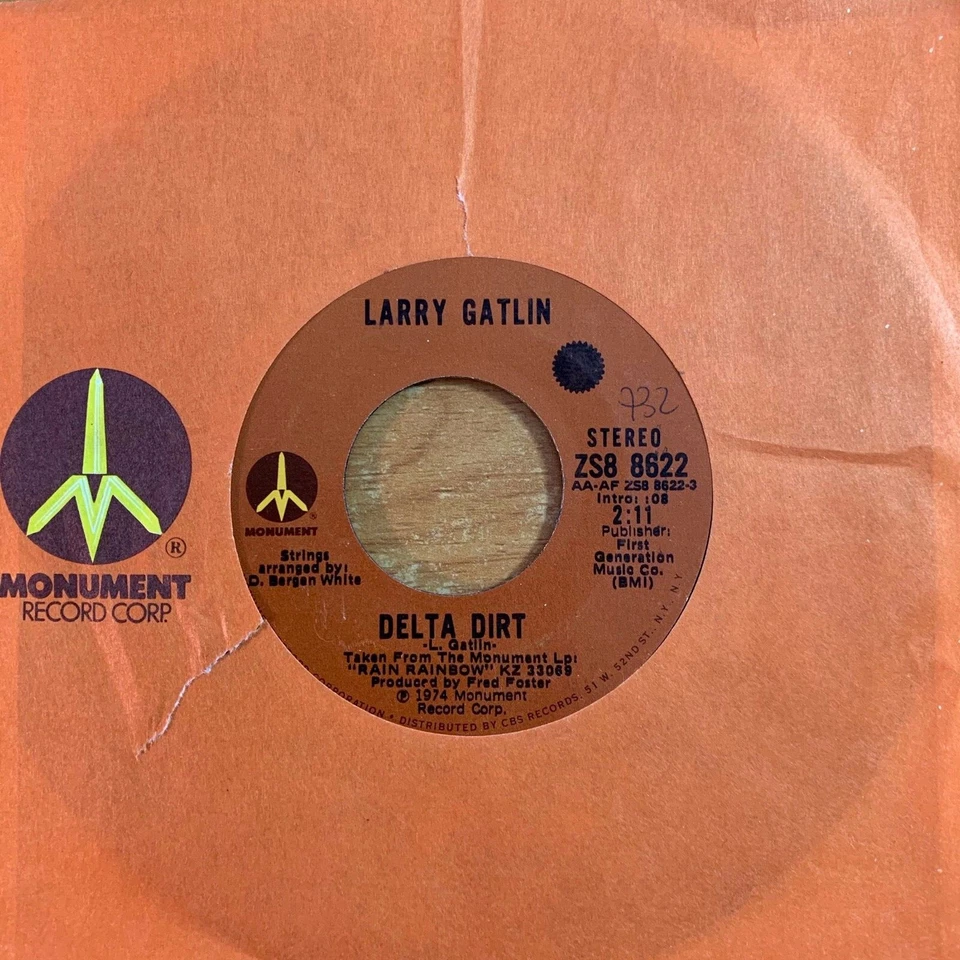 LARRY GATLIN
732
STEREO
ZS8 8622
AA-AF ZS8 8622-3
Intro: :08
2:11
Publisher:
First
Generation
Music Co.
(BMI)
MONUMENT
®
Strings
arranged by:
D. Bergen White
DELTA DIRT
-L. Gatlin-
Taken From The Monument Lp:
"RAIN RAINBOW" KZ 33069
Produced by Fred Foster
℗ 1974 Monument
Record Corp.
CORPORATION • DISTRIBUTED BY CBS RECORDS, 51 W. 52ND ST., N.Y., N.Y
®
MONUMENT
RECORD CORP.